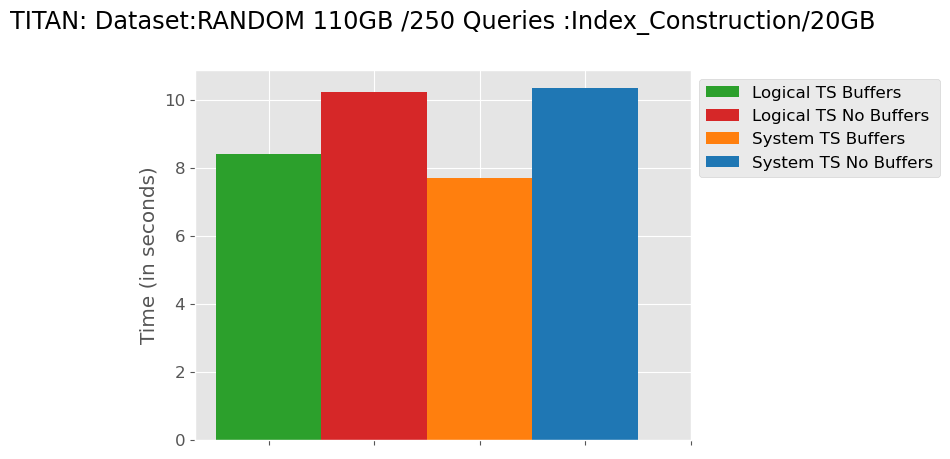 TITAN: Dataset:RANDOM 110GB /250 Queries :Index_Construction/20GB
Logical TS Buffers
Logical TS No Buffers
System TS Buffers
System TS No Buffers
Time (in seconds)
10
8
6
4
2
0